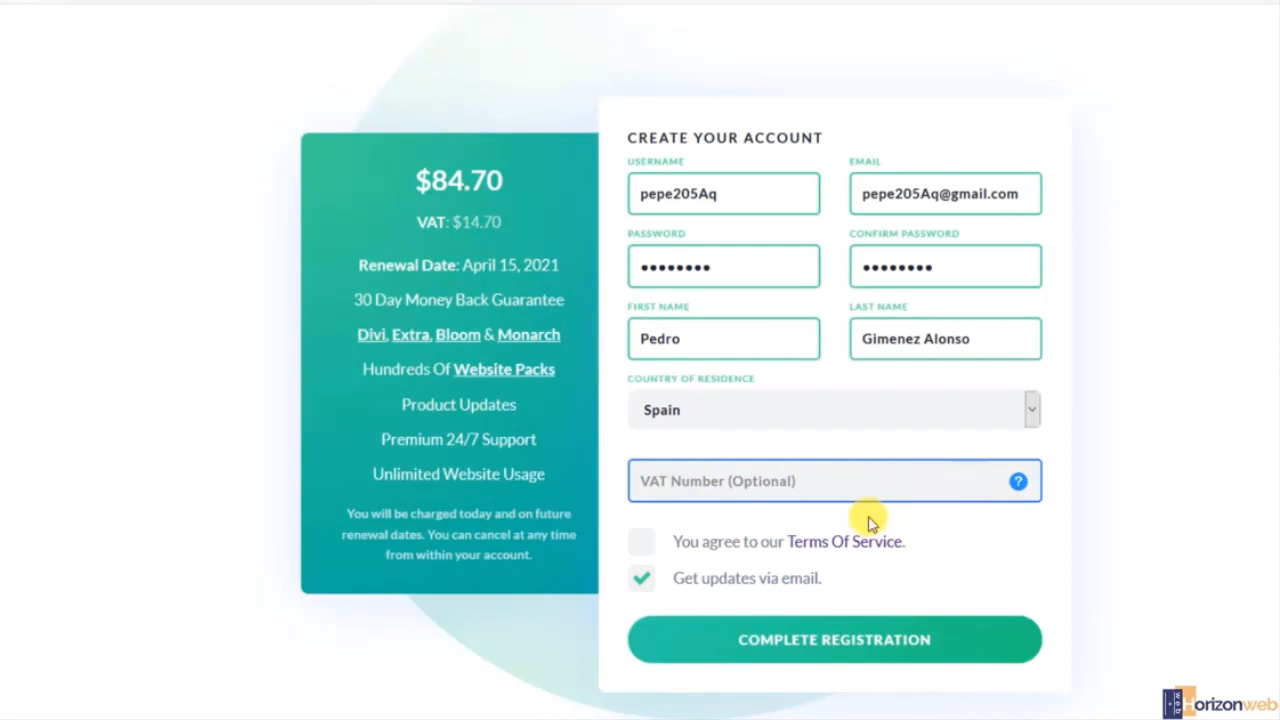 $84.70
VAT: $14.70
Renewal Date: April 15, 2021
30 Day Money Back Guarantee
Divi, Extra, Bloom & Monarch
Hundreds Of Website Packs
Product Updates
Premium 24/7 Support
Unlimited Website Usage
You will be charged today and on future
renewal dates. You can cancel at any time
from within your account.
CREATE YOUR ACCOUNT
USERNAME
pepe205Aq
EMAIL
pepe205Aq@gmail.com
PASSWORD
••••••••
CONFIRM PASSWORD
••••••••
FIRST NAME
Pedro
LAST NAME
Gimenez Alonso
COUNTRY OF RESIDENCE
Spain
VAT Number (Optional) ?
You agree to our Terms Of Service.
Get updates via email.
COMPLETE REGISTRATION
Horizonweb